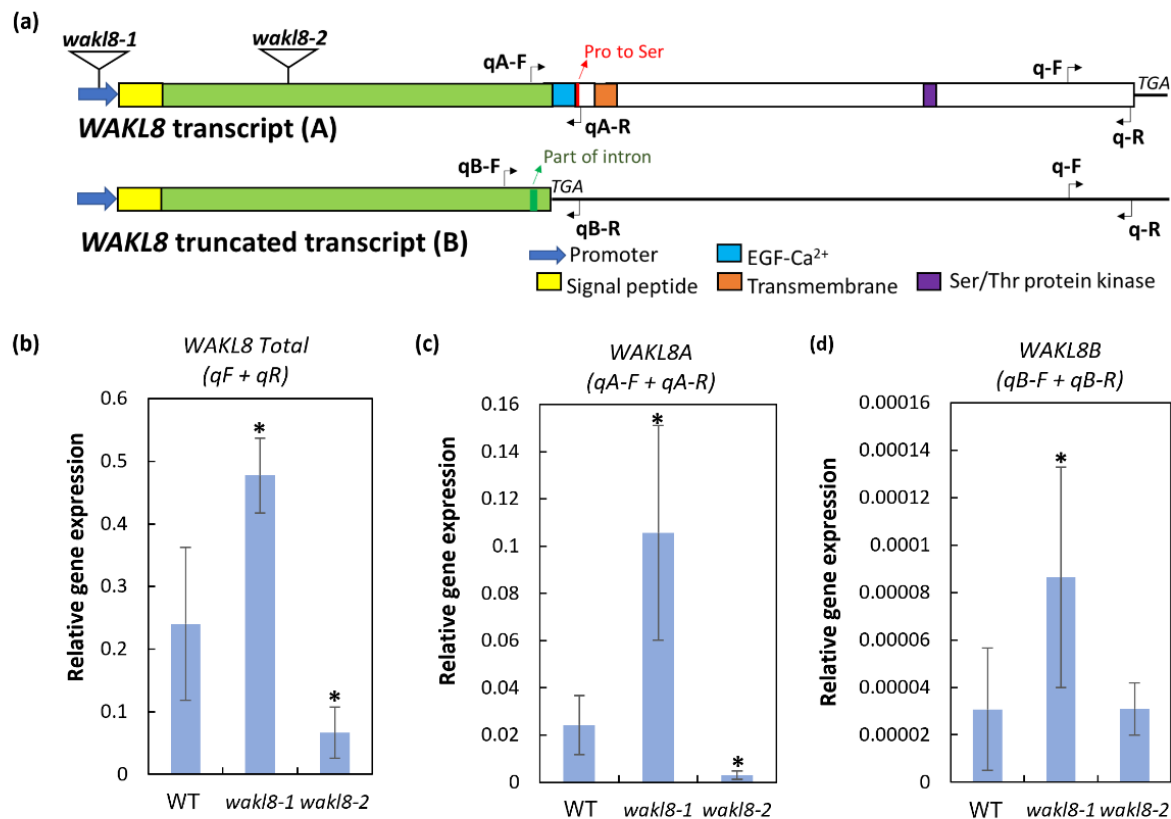 (a)
wakl8-1
wakl8-2
qA-F
Pro to Ser
q-F
TGA
WAKL8 transcript (A)
qA-R
q-R
qB-F
Part of intron
TGA
q-F
WAKL8 truncated transcript (B)
qB-R
q-R
Promoter
EGF-Ca²⁺
Signal peptide
Transmembrane
Ser/Thr protein kinase
(b)
WAKL8 Total
(qF + qR)
Relative gene expression
0.6
0.5
0.4
0.3
0.2
0.1
0
*
*
WT
wakl8-1
wakl8-2
(c)
WAKL8A
(qA-F + qA-R)
Relative gene expression
0.16
0.14
0.12
0.1
0.08
0.06
0.04
0.02
0
*
*
WT
wakl8-1
wakl8-2
(d)
WAKL8B
(qB-F + qB-R)
Relative gene expression
0.00016
0.00014
0.00012
0.0001
0.00008
0.00006
0.00004
0.00002
0
*
WT
wakl8-1
wakl8-2